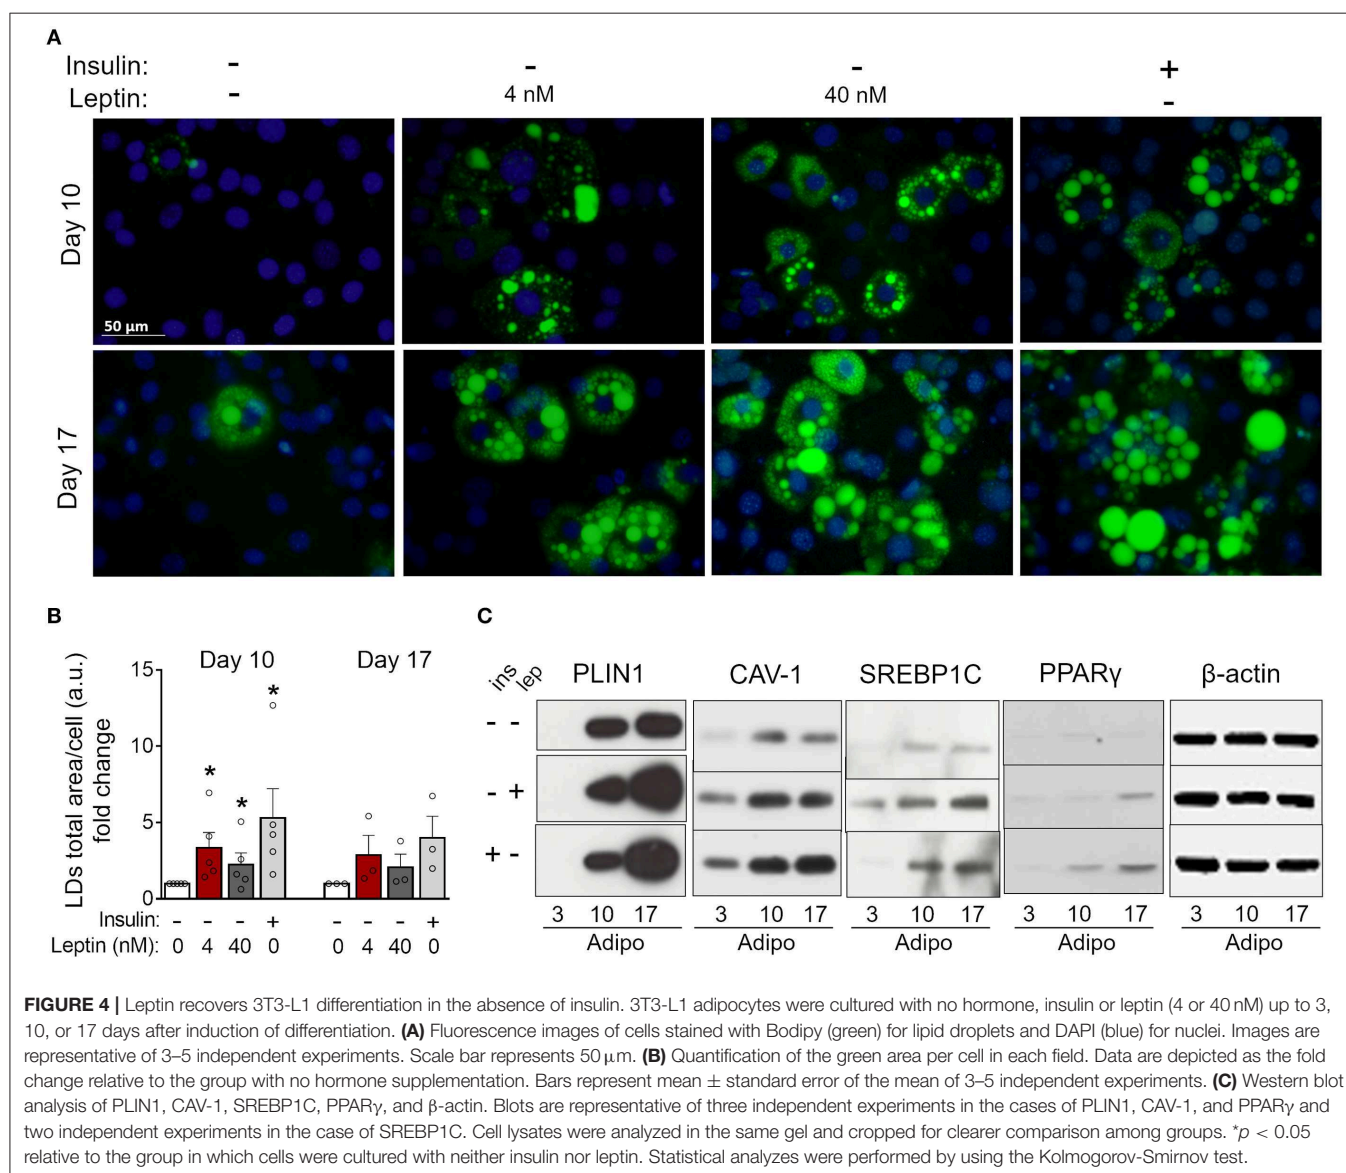 A
Insulin: - - - +
Leptin: - 4 nM 40 nM -
Day 10
50 μm
Day 17
B
LDs total area/cell (a.u.)
fold change
Day 10 Day 17
15
10
5
0
* * *
Insulin: - - - + - - - +
Leptin (nM): 0 4 40 0 0 4 40 0
C
ins lep
PLIN1 CAV-1 SREBP1C PPARγ β-actin
- -
- +
+ -
3 10 17 3 10 17 3 10 17 3 10 17 3 10 17
Adipo Adipo Adipo Adipo Adipo
FIGURE 4 | Leptin recovers 3T3-L1 differentiation in the absence of insulin. 3T3-L1 adipocytes were cultured with no hormone, insulin or leptin (4 or 40 nM) up to 3,
10, or 17 days after induction of differentiation. (A) Fluorescence images of cells stained with Bodipy (green) for lipid droplets and DAPI (blue) for nuclei. Images are
representative of 3–5 independent experiments. Scale bar represents 50 μm. (B) Quantification of the green area per cell in each field. Data are depicted as the fold
change relative to the group with no hormone supplementation. Bars represent mean ± standard error of the mean of 3–5 independent experiments. (C) Western blot
analysis of PLIN1, CAV-1, SREBP1C, PPARγ, and β-actin. Blots are representative of three independent experiments in the cases of PLIN1, CAV-1, and PPARγ and
two independent experiments in the case of SREBP1C. Cell lysates were analyzed in the same gel and cropped for clearer comparison among groups. *p < 0.05
relative to the group in which cells were cultured with neither insulin nor leptin. Statistical analyzes were performed by using the Kolmogorov-Smirnov test.